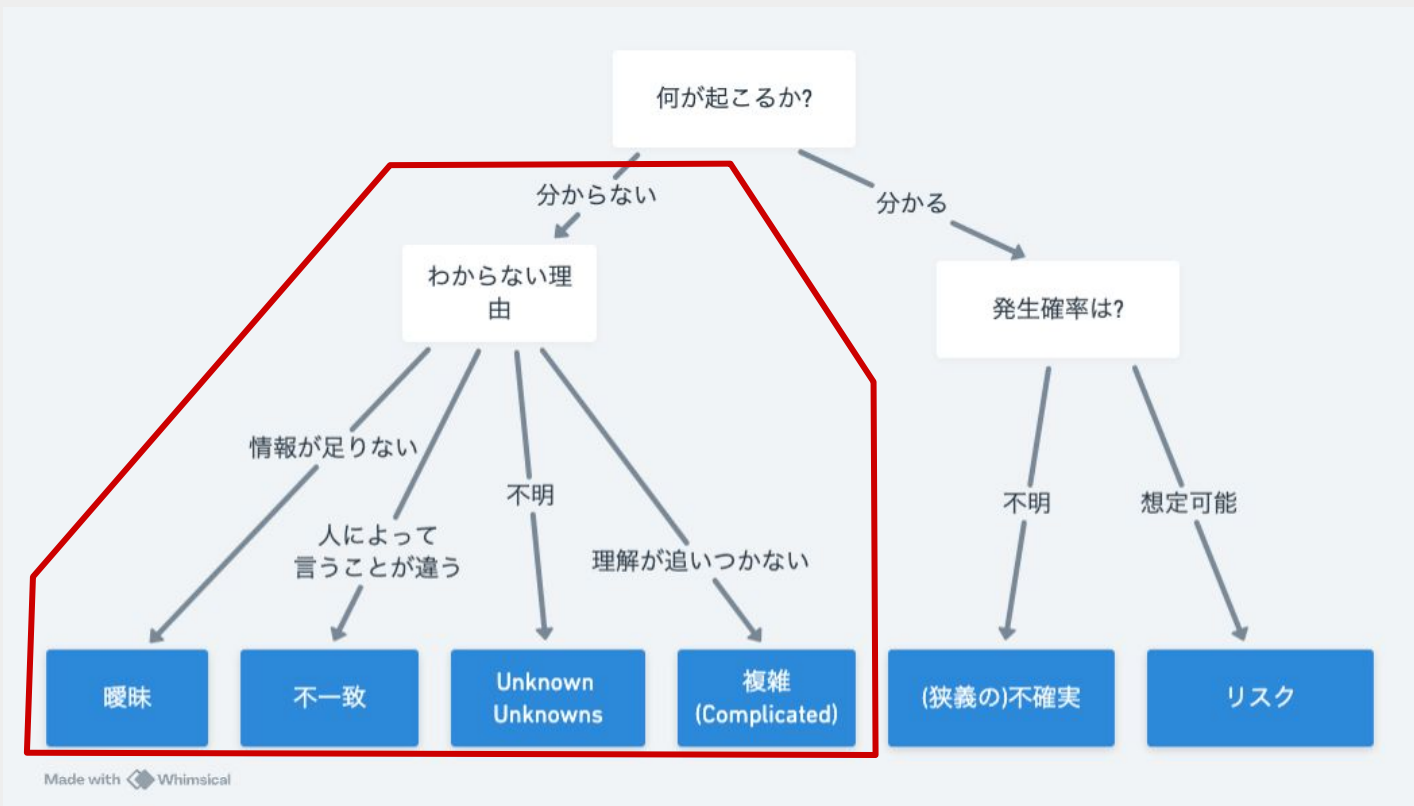 何が起こるか?
分からない
分かる
わからない理
由
発生確率は?
情報が足りない
人によって
言うことが違う
不明
理解が追いつかない
不明
想定可能
曖昧
不一致
Unknown
Unknowns
複雑
(Complicated)
(狭義の)不確実
リスク
Made with Whimsical